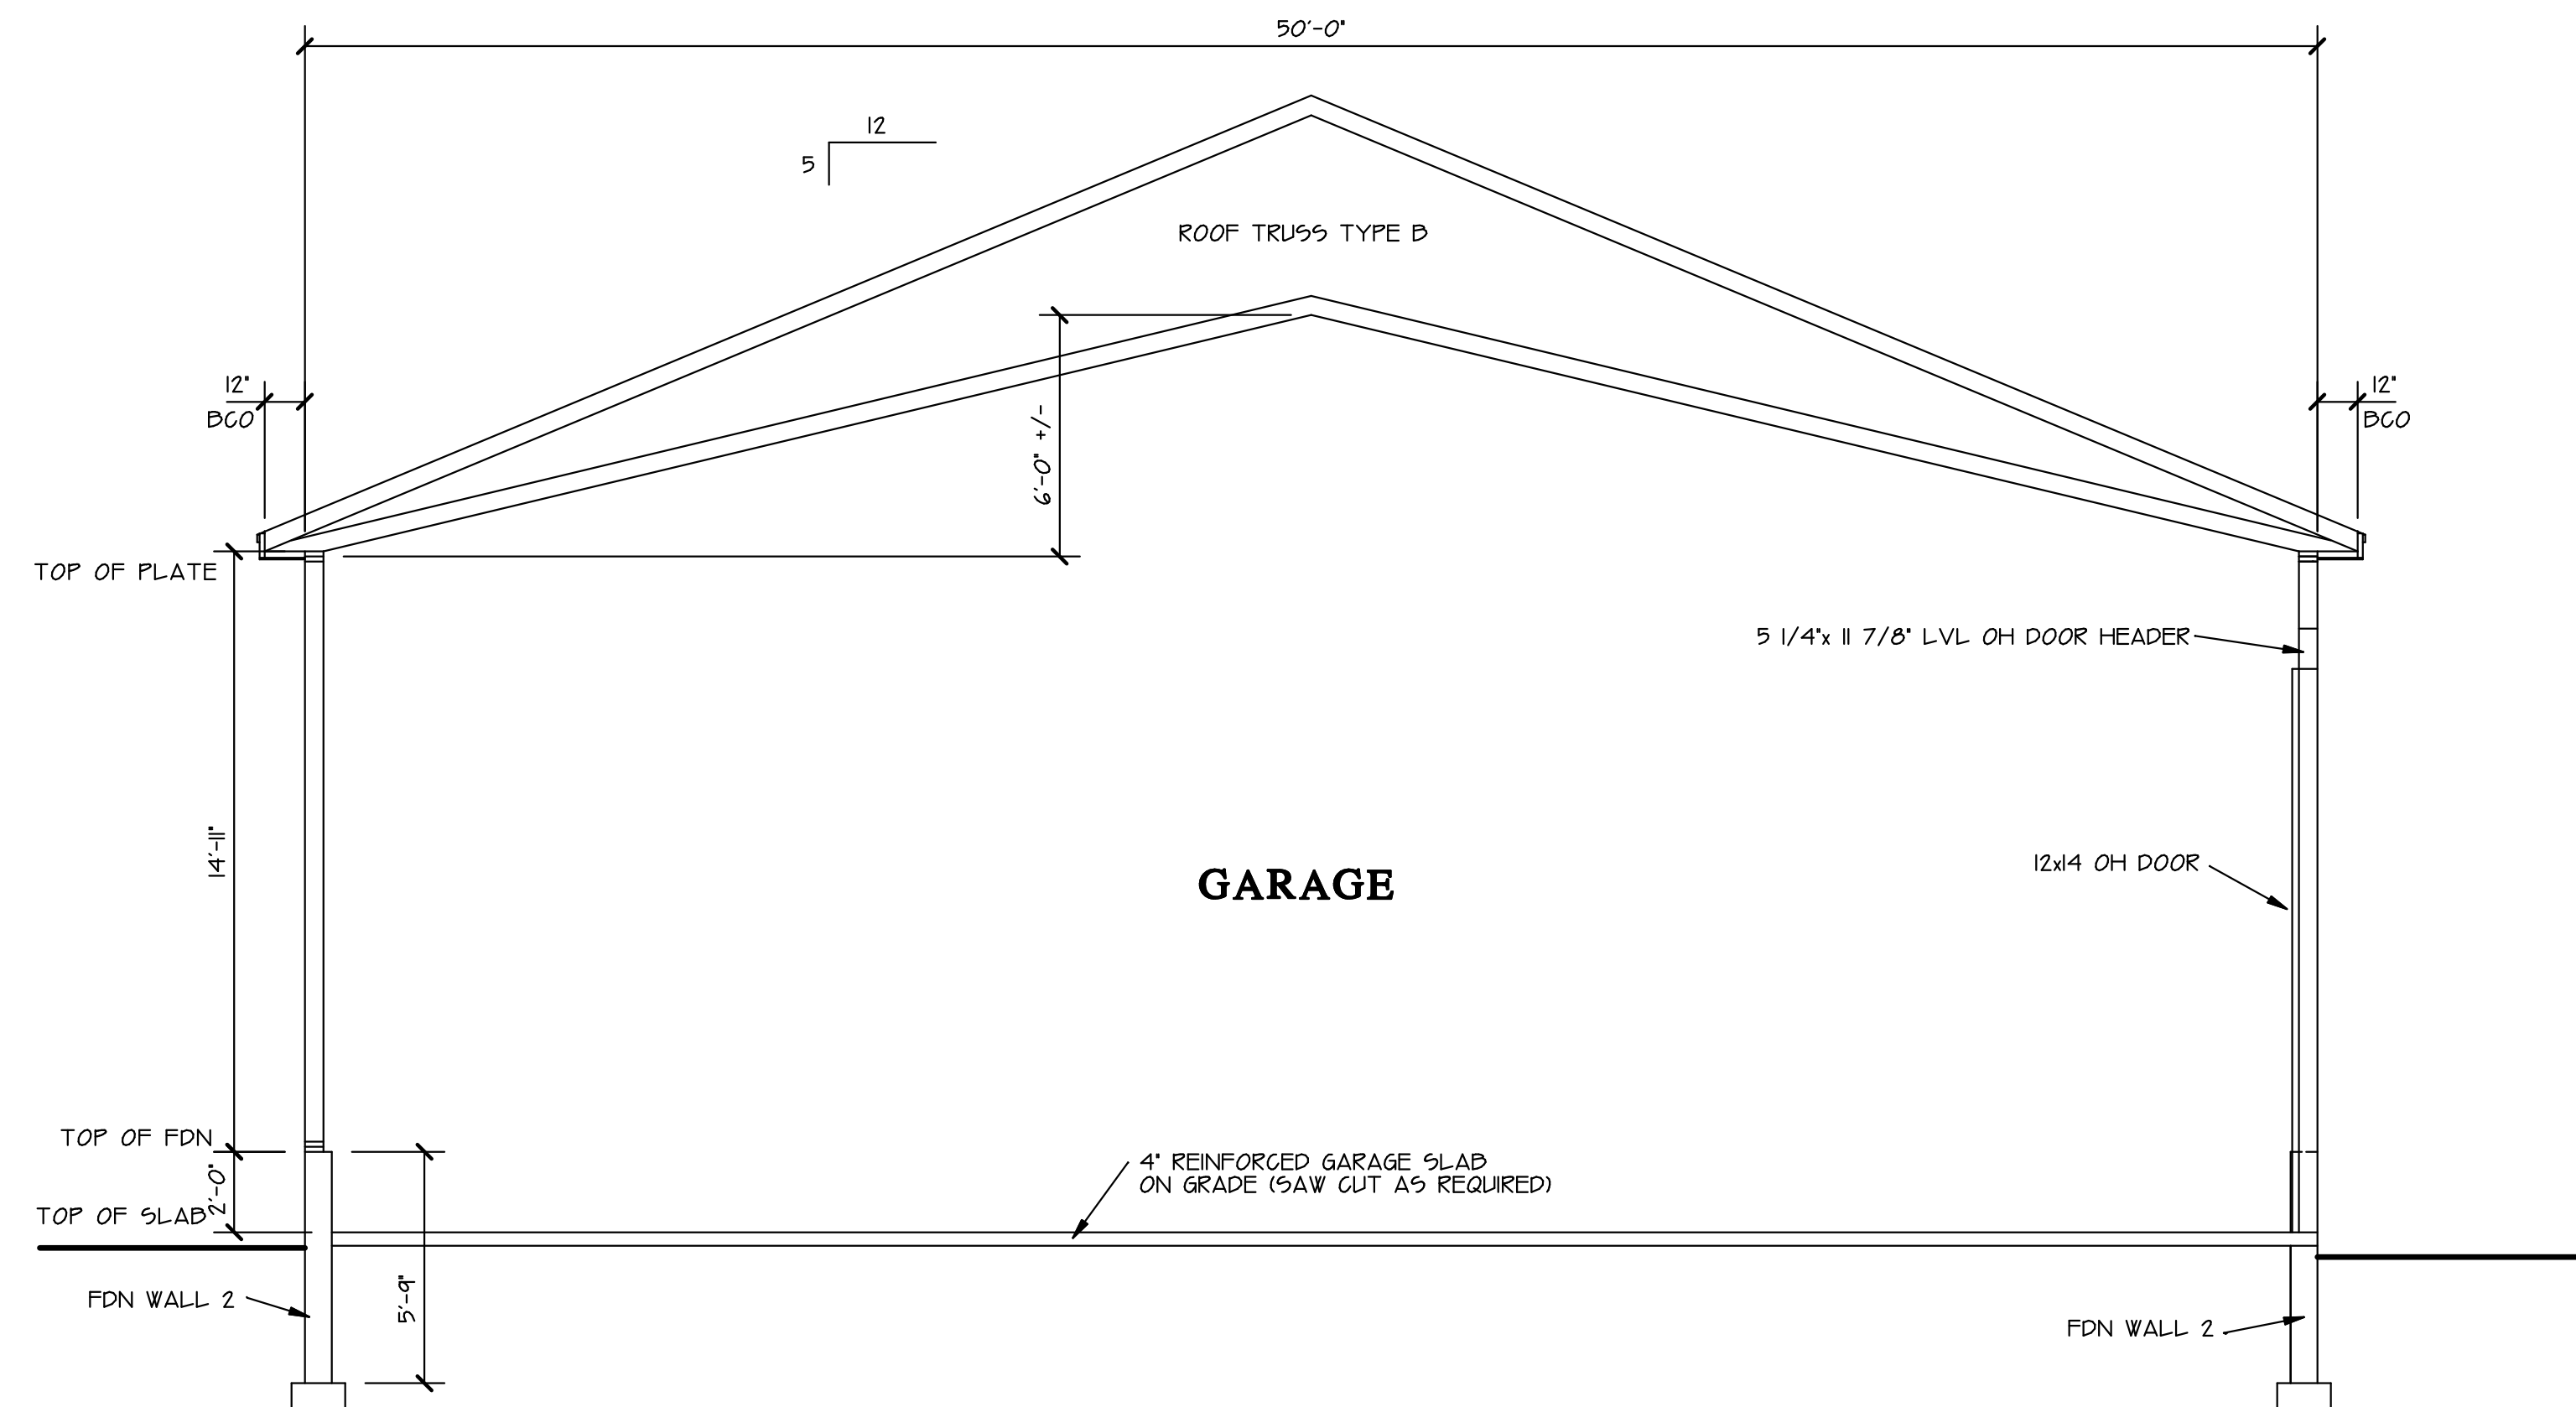 50'-0"
12
5
ROOF TRUSS TYPE B
12"
BCO
12"
BCO
6'-0" +/-
TOP OF PLATE
5 1/4"x 11 7/8" LVL OH DOOR HEADER
14'-11"
12x14 OH DOOR
GARAGE
TOP OF FDN
4" REINFORCED GARAGE SLAB
ON GRADE (SAW CUT AS REQUIRED)
2'-0"
TOP OF SLAB
5'-9"
FDN WALL 2
FDN WALL 2